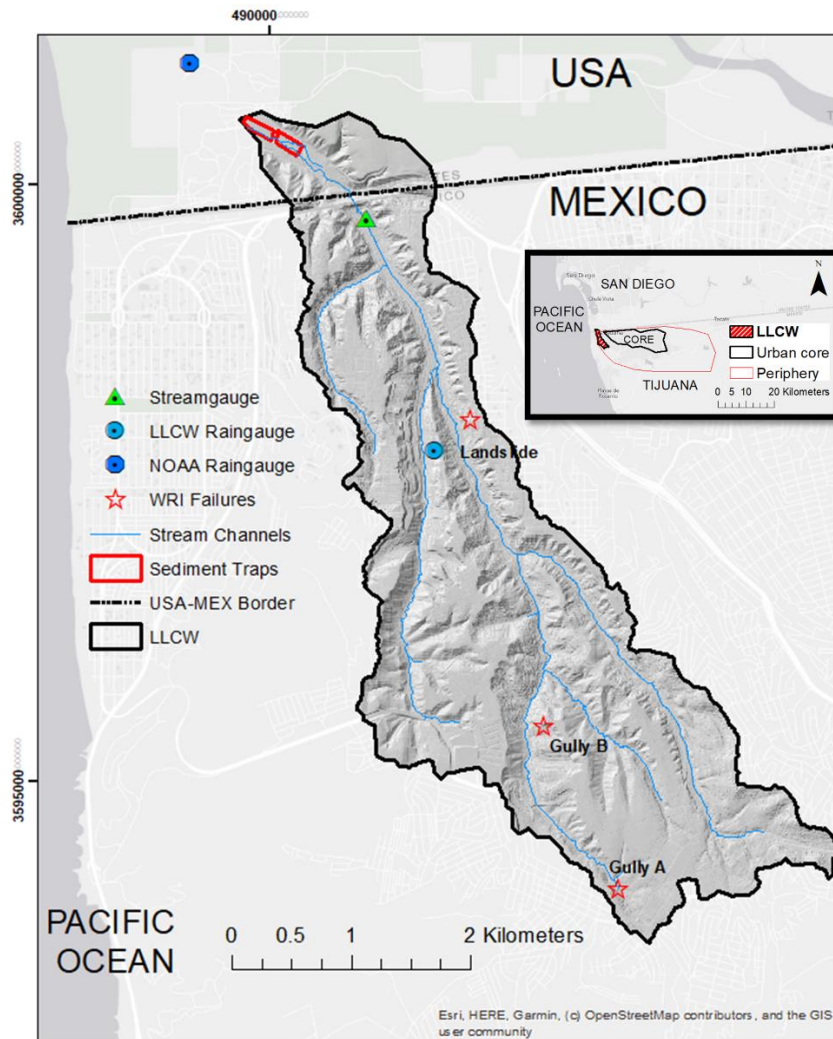 490000
USA
MEXICO
3600000
N
SAN DIEGO
PACIFIC
OCEAN
CORE
LLCW
Urban core
Periphery
TIJUANA
0 5 10 20 Kilometers
Streamgauge
LLCW Raingauge
NOAA Raingauge
WRI Failures
Stream Channels
Sediment Traps
USA-MEX Border
LLCW
Landslide
Gully B
3595000
Gully A
PACIFIC
OCEAN
0 0.5 1 2 Kilometers
Esri, HERE, Garmin, (c) OpenStreetMap contributors, and the GIS
user community